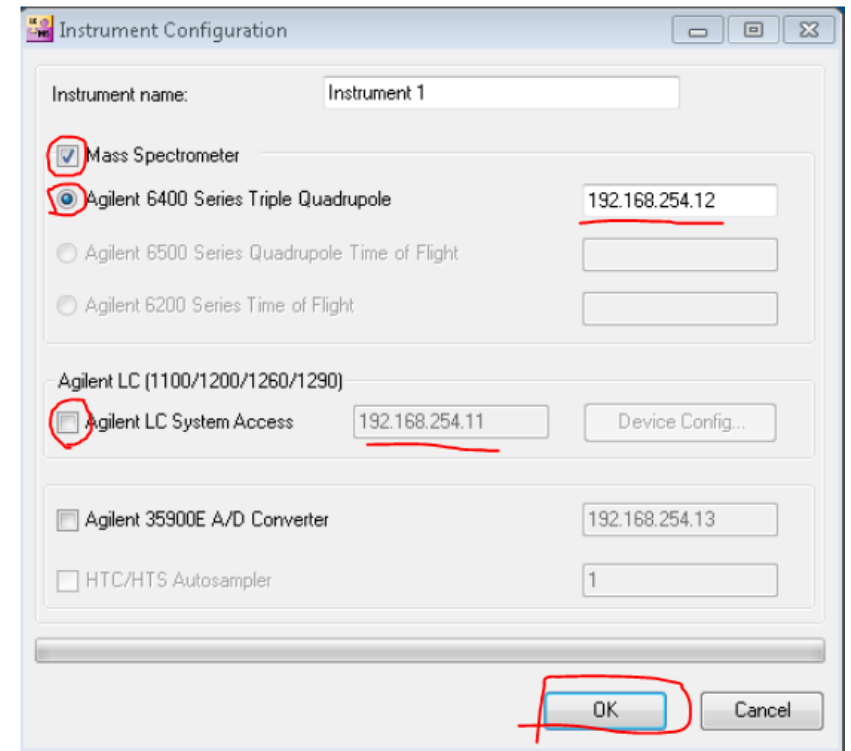 Instrument Configuration
Instrument name: Instrument 1
Mass Spectrometer
Agilent 6400 Series Triple Quadrupole 192.168.254.12
Agilent 6500 Series Quadrupole Time of Flight
Agilent 6200 Series Time of Flight
Agilent LC (1100/1200/1260/1290)
Agilent LC System Access 192.168.254.11 Device Config...
Agilent 35900E A/D Converter 192.168.254.13
HTC/HTS Autosampler 1
OK Cancel